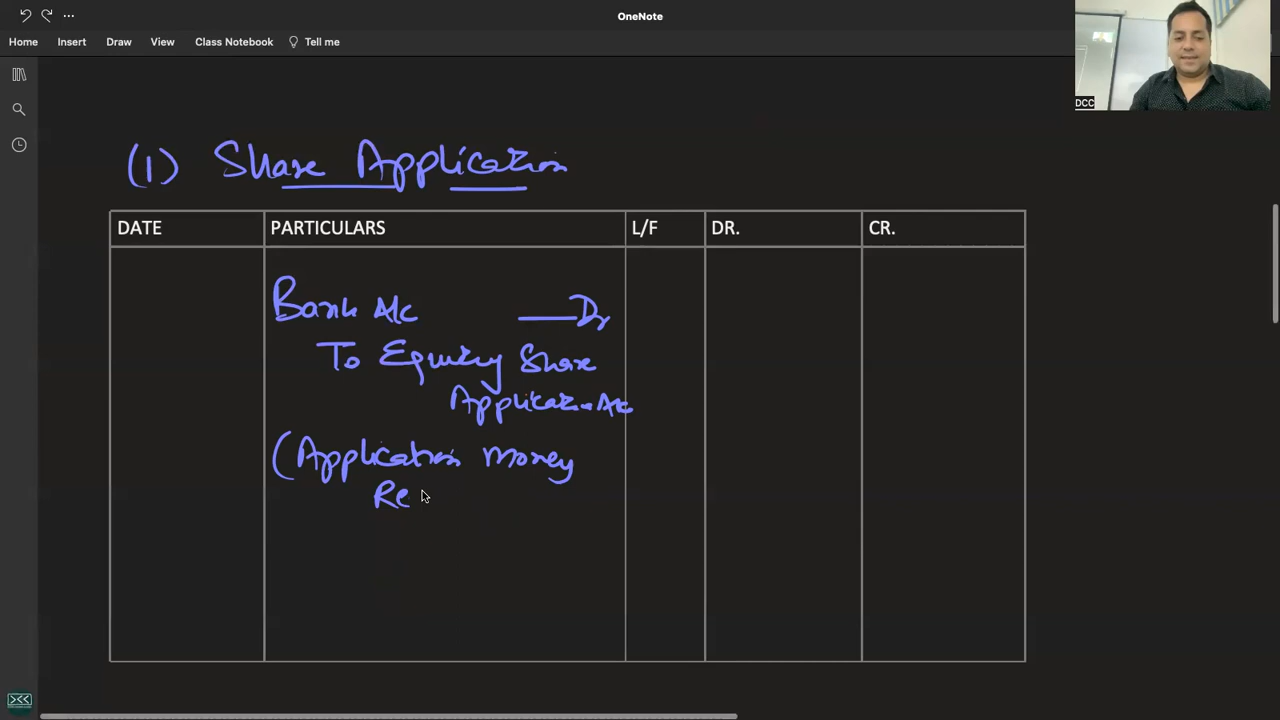 OneNote
Home Insert Draw View Class Notebook Tell me
DCC
(1) Share Application
DATE PARTICULARS L/F DR. CR.
Bank A/c Dr
To Equity Share
Application A/c
(Application Money
Re